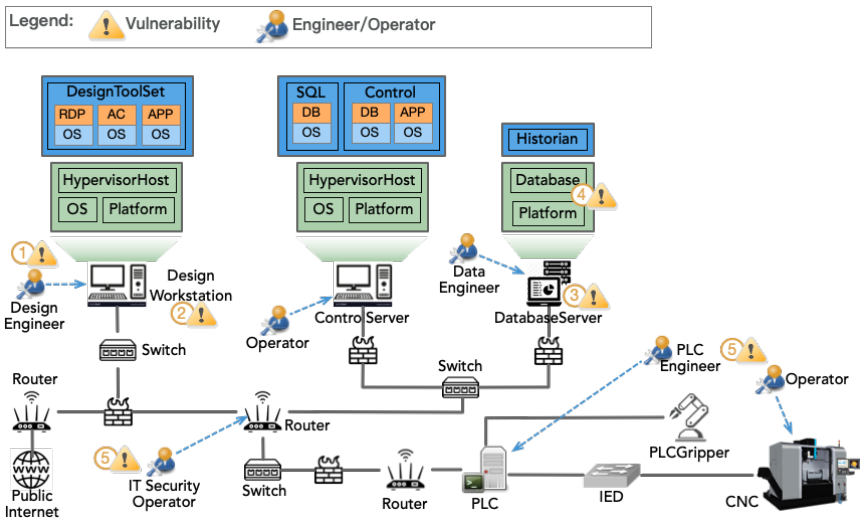 Legend:
Vulnerability
Engineer/Operator
DesignToolSet
RDP AC APP
OS OS OS
SQL Control
DB DB APP
OS OS OS
Historian
HypervisorHost
OS Platform
HypervisorHost
OS Platform
Database
4
Platform
1
Design
Engineer
Design
Workstation
2
Operator
ControlServer
Data
Engineer
3
DatabaseServer
Switch
Switch
PLC
Engineer
5
Operator
Router
Router
5
IT Security
Operator
WWW
Public
Internet
Switch
Router
PLC
IED
PLCGripper
CNC